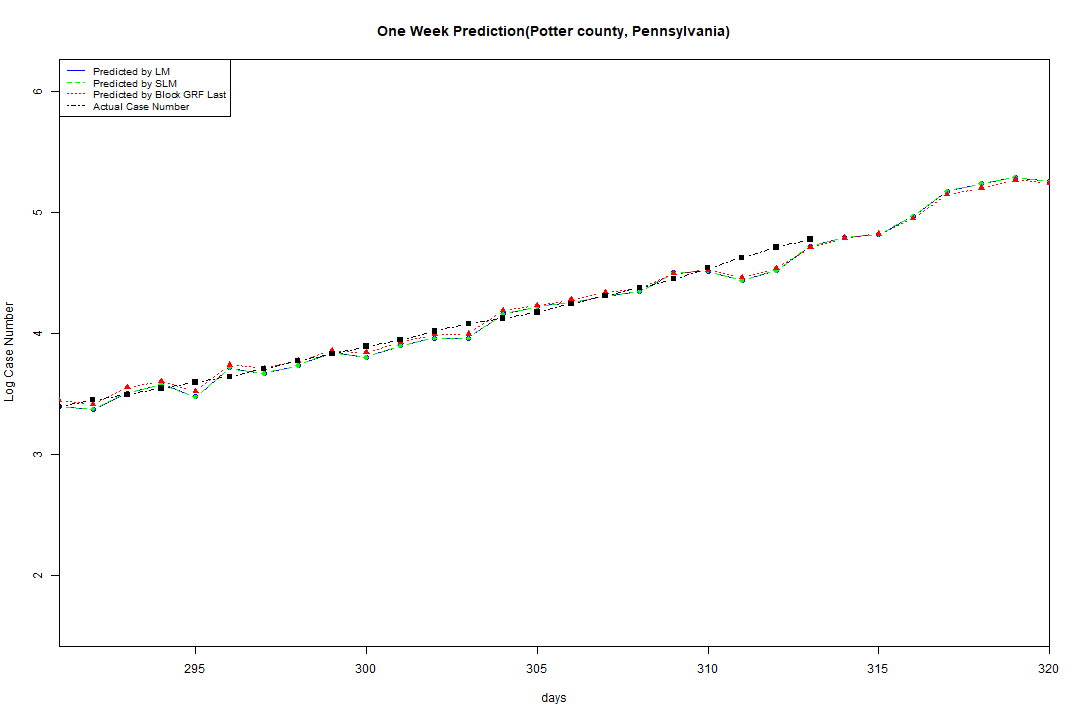 One Week Prediction(Potter county, Pennsylvania)
Predicted by LM
Predicted by SLM
Predicted by Block GRF Last
Actual Case Number
6
5
4
3
2
Log Case Number
295 300 305 310 315 320
days